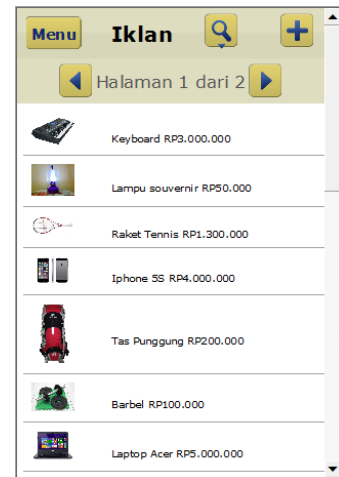 Menu Iklan
Halaman 1 dari 2
Keyboard RP3.000.000
Lampu souvernir RP50.000
Raket Tennis RP1.300.000
Iphone 5S RP4.000.000
Tas Punggung RP200.000
Barbel RP100.000
Laptop Acer RP5.000.000